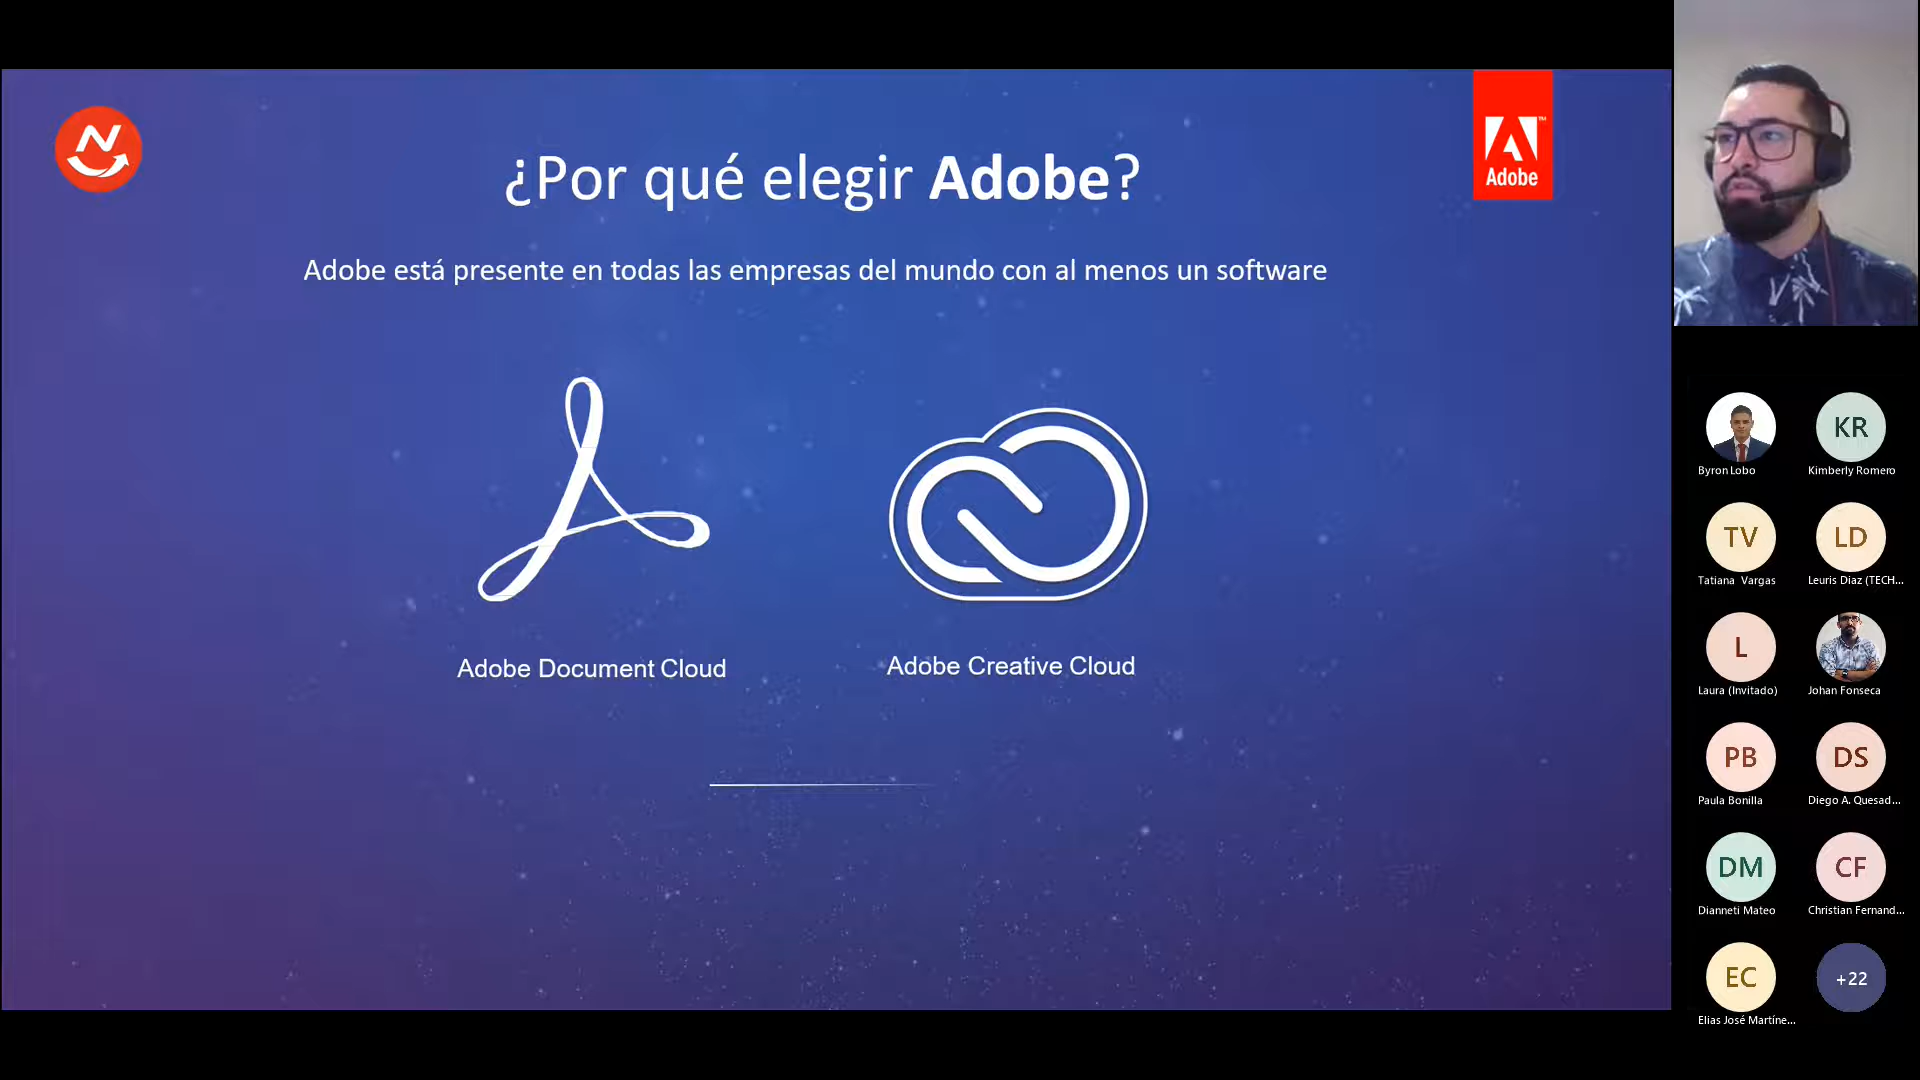 ¿Por qué elegir Adobe?
Adobe™
Adobe está presente en todas las empresas del mundo con al menos un software
Adobe Document Cloud
Adobe Creative Cloud
Byron Lobo
KR
Kimberly Romero
TV
Tatiana Vargas
LD
Leuris Diaz (TECH...
L
Laura (Invitado)
Johan Fonseca
PB
Paula Bonilla
DS
Diego A. Quesad...
DM
Dianneti Mateo
CF
Christian Fernand...
EC
Elias José Martíne...
+22